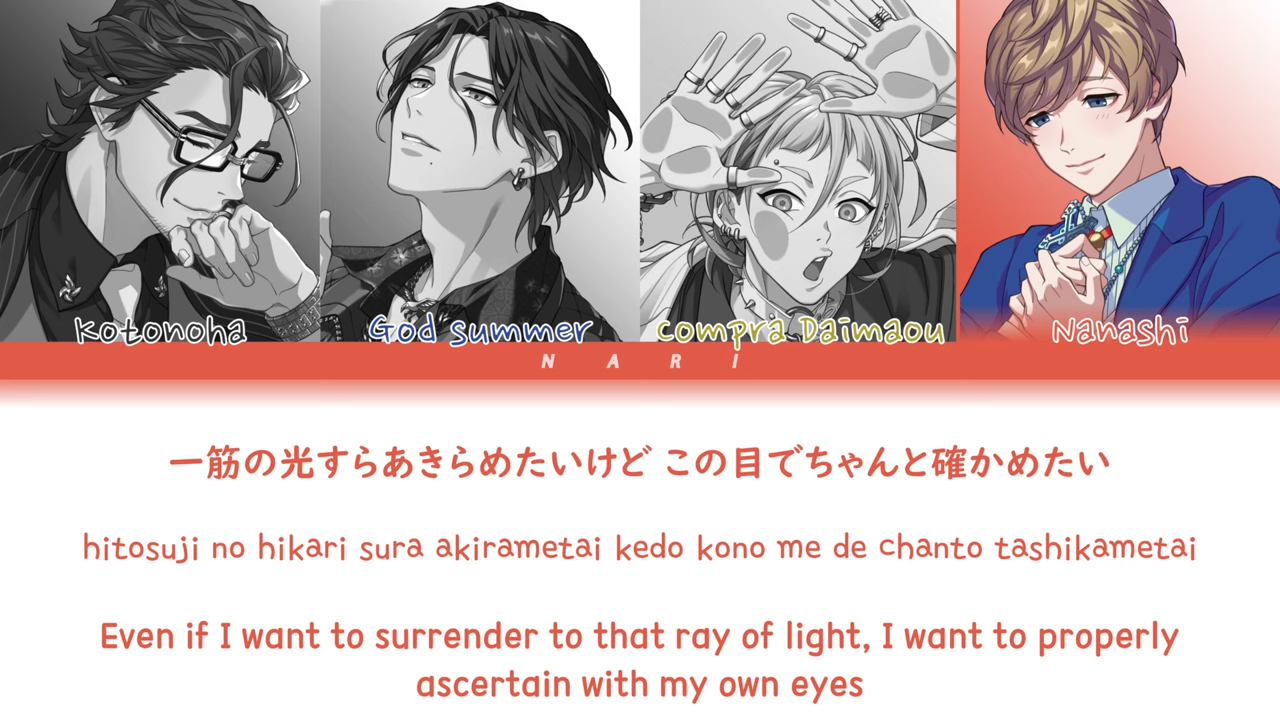 Kotonoha God summer compra Daimaou Nanashi
NARI
一筋の光すらあきらめたいけど この目でちゃんと確かめたい
hitosuji no hikari sura akirametai kedo kono me de chanto tashikametai
Even if I want to surrender to that ray of light, I want to properly
ascertain with my own eyes